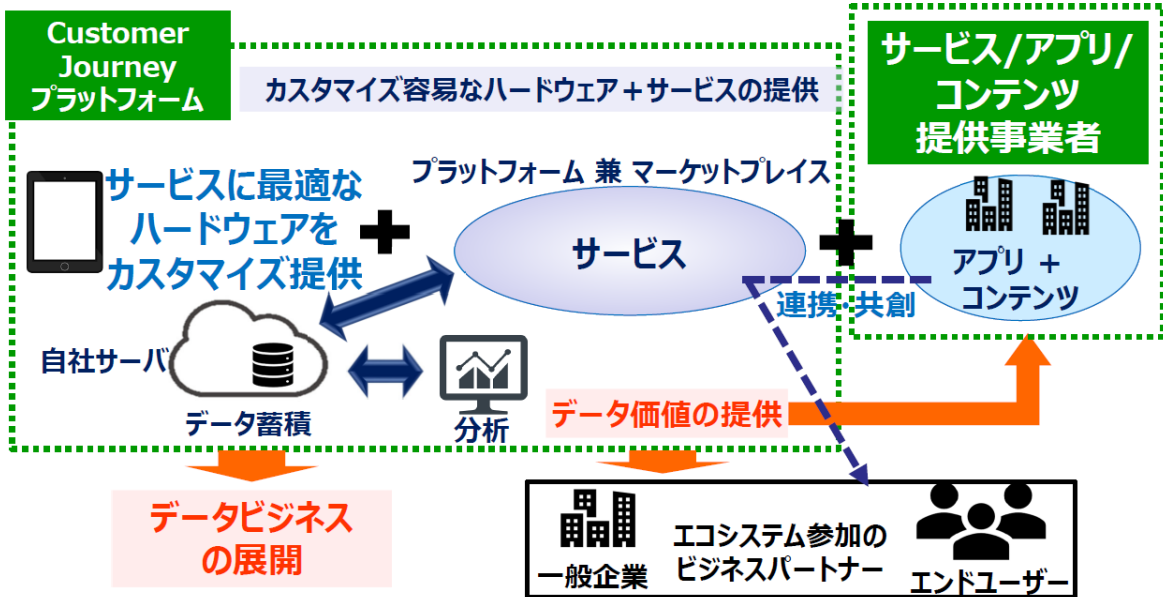 Customer
Journey
プラットフォーム
カスタマイズ容易なハードウェア＋サービスの提供
サービス/アプリ/
コンテンツ
提供事業者
サービスに最適な
ハードウェアを
カスタマイズ提供
プラットフォーム 兼 マーケットプレイス
サービス
アプリ ＋
コンテンツ
連携・共創
自社サーバ
データ蓄積
分析
データ価値の提供
データビジネス
の展開
一般企業
エコシステム参加の
ビジネスパートナー
エンドユーザー